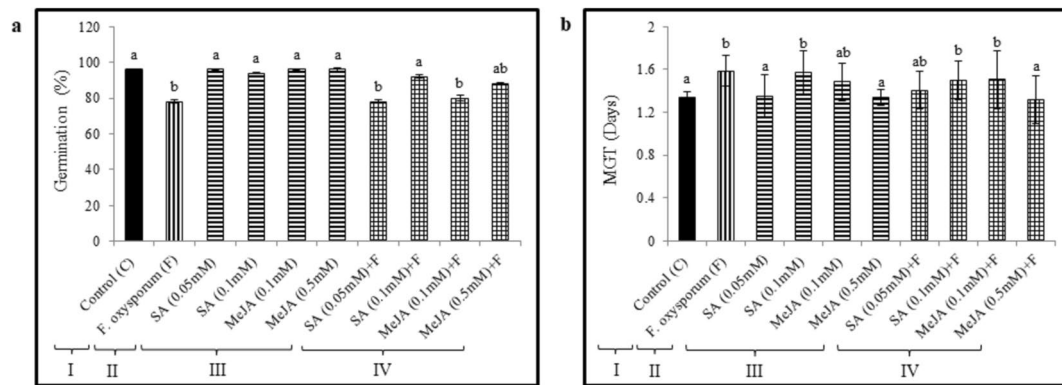 a
Germination (%)
120
100
80
60
40
20
0
a
b
a
a
a
a
b
a
b
ab
Control (C)
F. oxysporum (F)
SA (0.05mM)
SA (0.1mM)
MeJA (0.1mM)
MeJA (0.5mM)
SA (0.05mM)+F
SA (0.1mM)+F
MeJA (0.1mM)+F
MeJA (0.5mM)+F
I
II
III
IV
b
MGT (Days)
2
1.6
1.2
0.8
0.4
0
a
b
a
b
ab
a
ab
b
b
a
Control (C)
F. oxysporum (F)
SA (0.05mM)
SA (0.1mM)
MeJA (0.1mM)
MeJA (0.5mM)
SA (0.05mM)+F
SA (0.1mM)+F
MeJA (0.1mM)+F
MeJA (0.5mM)+F
I
II
III
IV